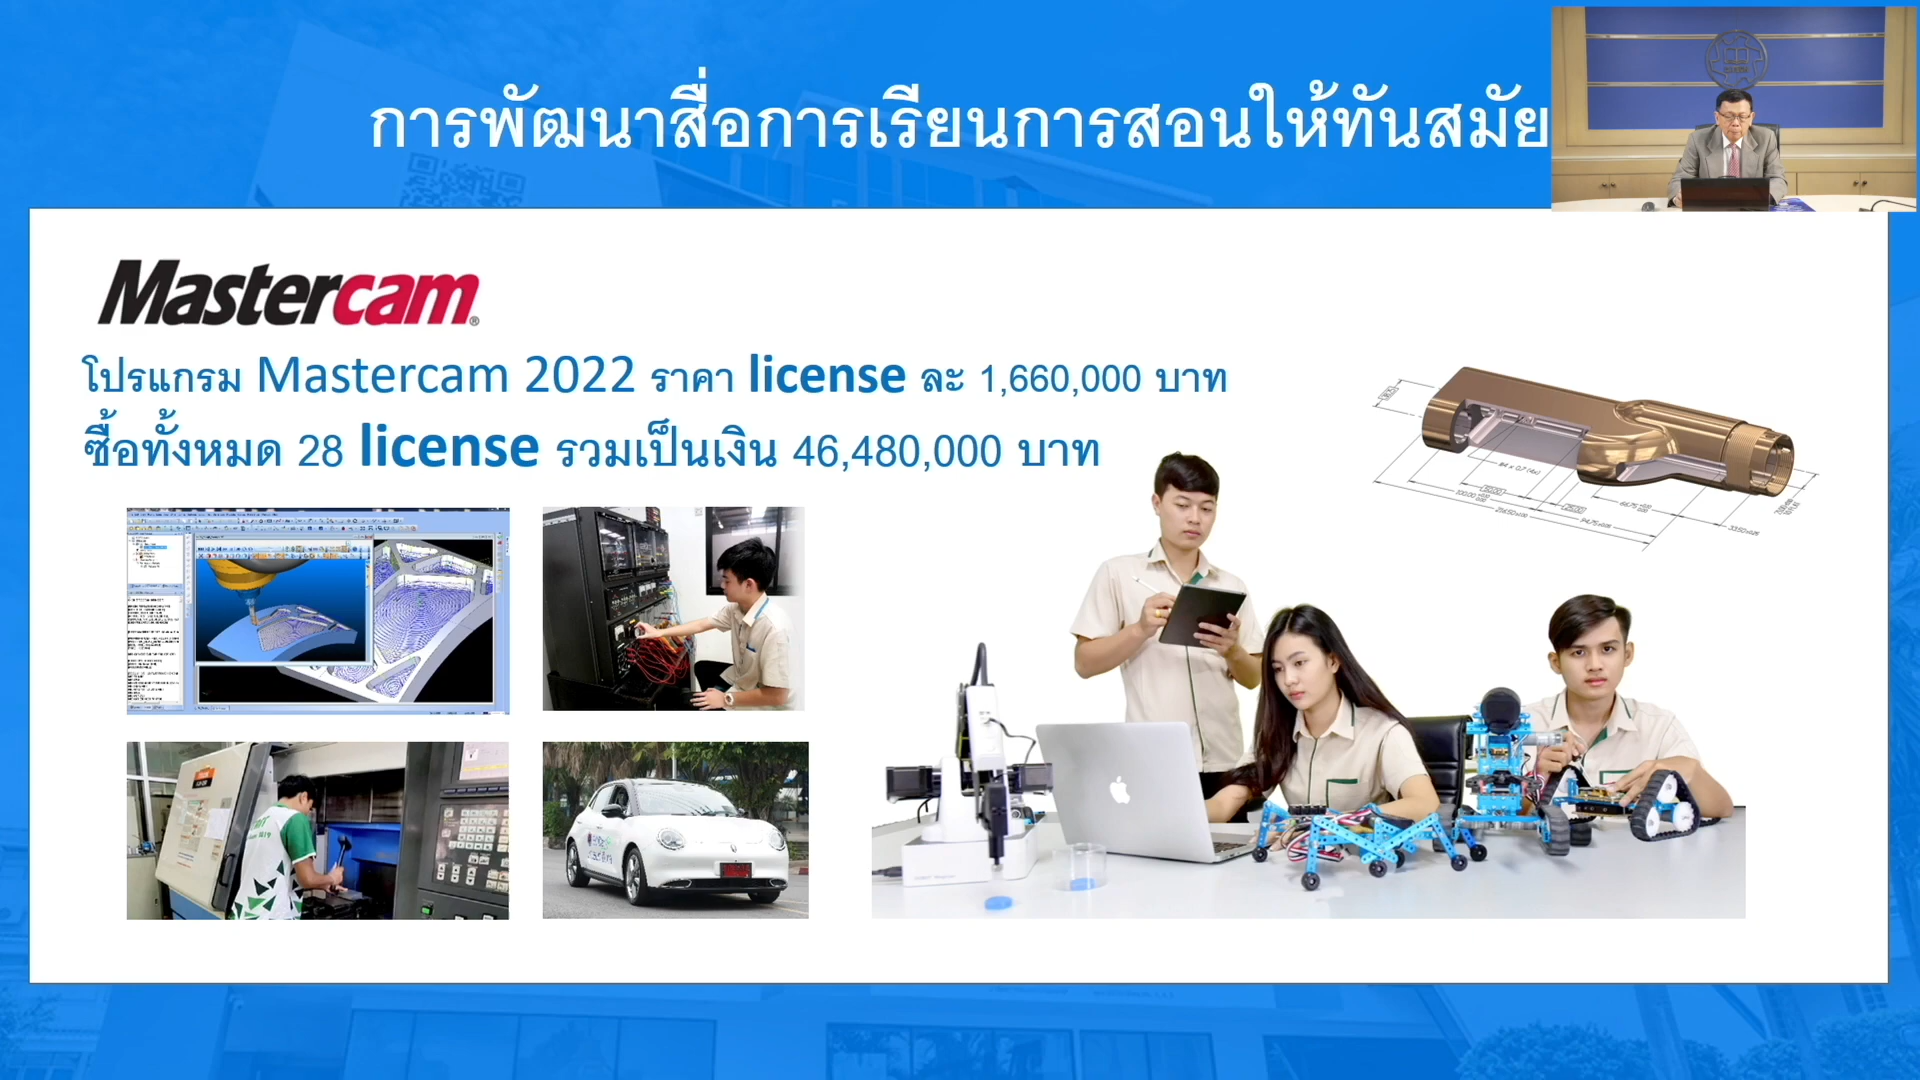 การพัฒนาสื่อการเรียนการสอนให้ทันสมัย
Mastercam®
โปรแกรม Mastercam 2022 ราคา license ละ 1,660,000 บาท
ซื้อทั้งหมด 28 license รวมเป็นเงิน 46,480,000 บาท